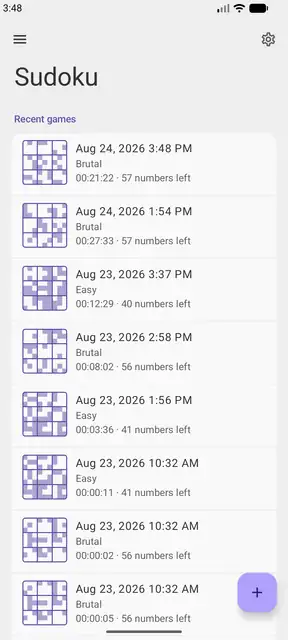 3:48
Sudoku
Recent games
Aug 24, 2026 3:48 PM
Brutal
00:21:22 · 57 numbers left
Aug 24, 2026 1:54 PM
Brutal
00:27:33 · 57 numbers left
Aug 23, 2026 3:37 PM
Easy
00:12:29 · 40 numbers left
Aug 23, 2026 2:58 PM
Brutal
00:08:02 · 56 numbers left
Aug 23, 2026 1:56 PM
Easy
00:03:36 · 41 numbers left
Aug 23, 2026 10:32 AM
Easy
00:00:11 · 41 numbers left
Aug 23, 2026 10:32 AM
Brutal
00:00:02 · 56 numbers left
Aug 23, 2026 10:32 AM
Brutal
00:00:05 · 56 numbers left